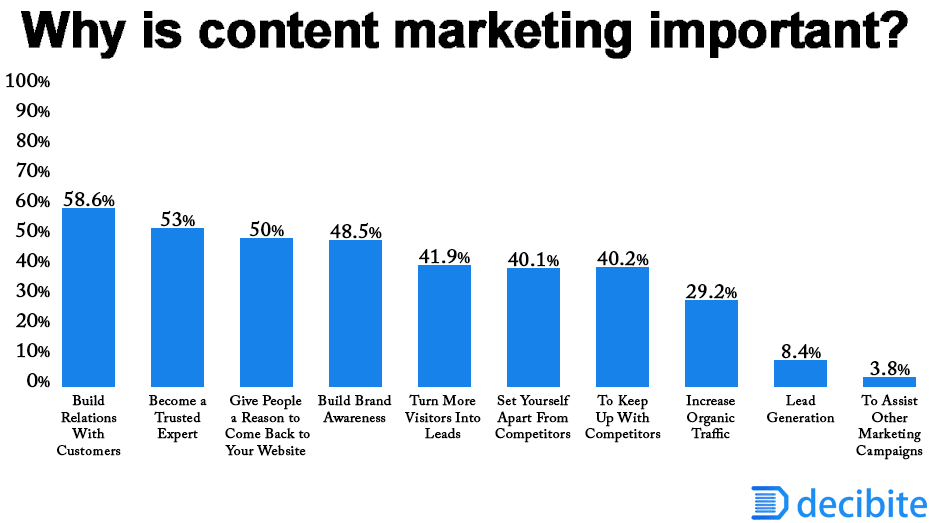 Why is content marketing important?
100%
90%
80%
70%
60%
50%
40%
30%
20%
10%
0%
58.6%
53%
50%
48.5%
41.9%
40.1%
40.2%
29.2%
8.4%
3.8%
Build
Relations
With
Customers
Become a
Trusted
Expert
Give People
a Reason to
Come Back to
Your Website
Build Brand
Awareness
Turn More
Visitors Into
Leads
Set Yourself
Apart From
Competitors
To Keep
Up With
Competitors
Increase
Organic
Traffic
Lead
Generation
To Assist
Other
Marketing
Campaigns
decibite